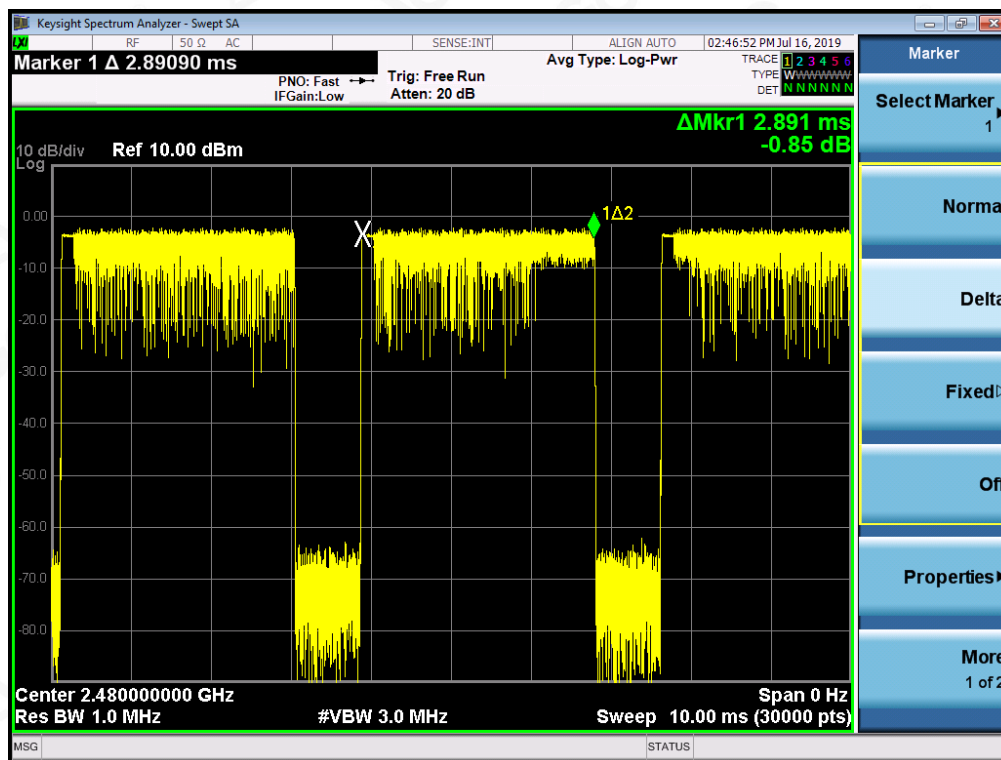 Keysight Spectrum Analyzer - Swept SA
LXI RF 50 Ω AC SENSE:INT ALIGN AUTO 02:46:52 PM Jul 16, 2019
Marker 1 Δ 2.89090 ms
PNO: Fast
IFGain:Low
Trig: Free Run
Atten: 20 dB
Avg Type: Log-Pwr
TRACE 1 2 3 4 5 6
TYPE WWWWWW
DET N N N N N N
ΔMkr1 2.891 ms
-0.85 dB
10 dB/div Ref 10.00 dBm
Log
0.00
-10.0
-20.0
-30.0
-40.0
-50.0
-60.0
-70.0
-80.0
1Δ2
Center 2.480000000 GHz Span 0 Hz
Res BW 1.0 MHz #VBW 3.0 MHz Sweep 10.00 ms (30000 pts)
MSG STATUS
Marker
Select Marker
1
Norma
Delta
Fixed
Off
Properties
More
1 of 2